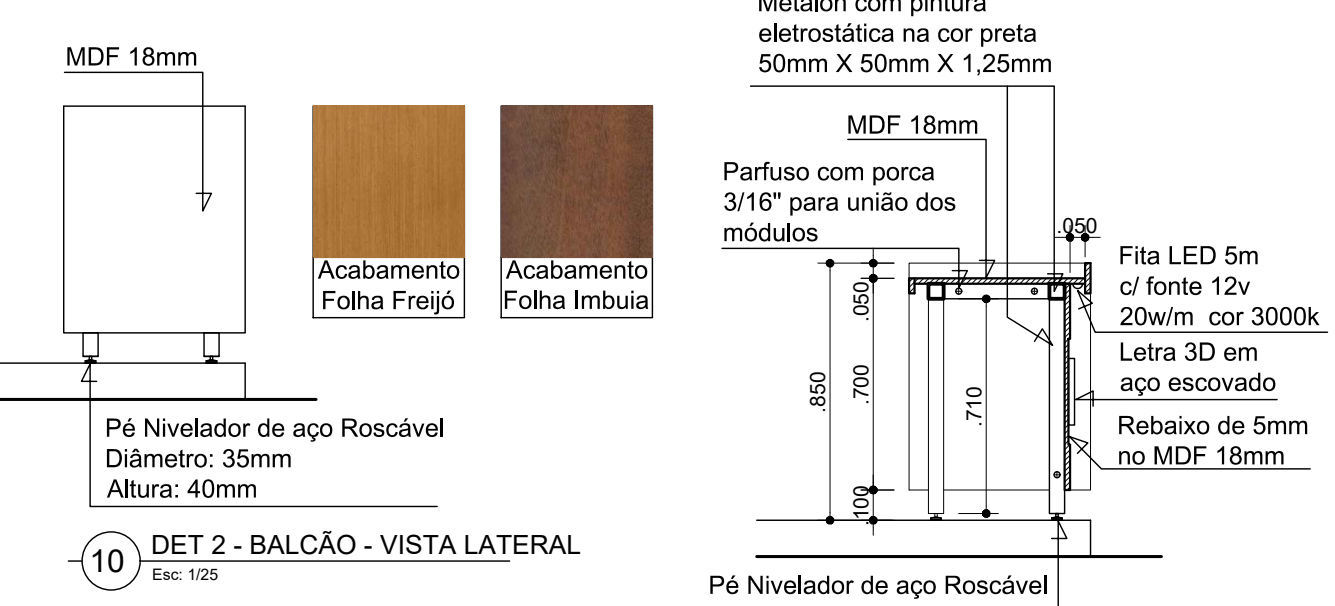 MDF 18mm
Acabamento
Folha Freijó
Acabamento
Folha Imbuia
Pé Nivelador de aço Roscável
Diâmetro: 35mm
Altura: 40mm
10
DET 2 - BALCÃO - VISTA LATERAL
Esc: 1/25
Metalon com pintura
eletrostática na cor preta
50mm X 50mm X 1,25mm
MDF 18mm
Parfuso com porca
3/16" para união dos
módulos
.050
Fita LED 5m
c/ fonte 12v
20w/m cor 3000k
Letra 3D em
aço escovado
Rebaixo de 5mm
no MDF 18mm
.850
.050
.700
.100
.710
Pé Nivelador de aço Roscável